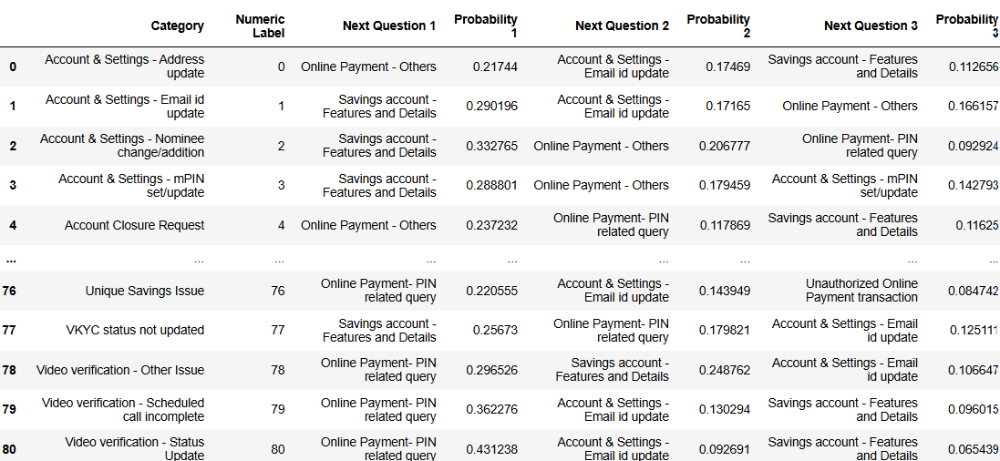 Category Numeric Label Next Question 1 Probability 1 Next Question 2 Probability 2 Next Question 3 Probability 3
0 Account & Settings - Address update 0 Online Payment - Others 0.21744 Account & Settings - Email id update 0.17469 Savings account - Features and Details 0.112656
1 Account & Settings - Email id update 1 Savings account - Features and Details 0.290196 Account & Settings - Email id update 0.17165 Online Payment - Others 0.166157
2 Account & Settings - Nominee change/addition 2 Savings account - Features and Details 0.332765 Online Payment - Others 0.206777 Online Payment- PIN related query 0.092924
3 Account & Settings - mPIN set/update 3 Savings account - Features and Details 0.288801 Online Payment - Others 0.179459 Account & Settings - mPIN set/update 0.142793
4 Account Closure Request 4 Online Payment - Others 0.237232 Online Payment- PIN related query 0.117869 Savings account - Features and Details 0.11625
... ... ... ... ... ... ... ... ...
76 Unique Savings Issue 76 Online Payment- PIN related query 0.220555 Account & Settings - Email id update 0.143949 Unauthorized Online Payment transaction 0.084742
77 VKYC status not updated 77 Savings account - Features and Details 0.25673 Online Payment- PIN related query 0.179821 Account & Settings - Email id update 0.125111
78 Video verification - Other Issue 78 Online Payment- PIN related query 0.296526 Savings account - Features and Details 0.248762 Account & Settings - Email id update 0.106647
79 Video verification - Scheduled call incomplete 79 Online Payment- PIN related query 0.362276 Account & Settings - Email id update 0.130294 Savings account - Features and Details 0.096015
80 Video verification - Status Update 80 Online Payment- PIN related query 0.431238 Account & Settings - Email id update 0.092691 Savings account - Features and Details 0.065439